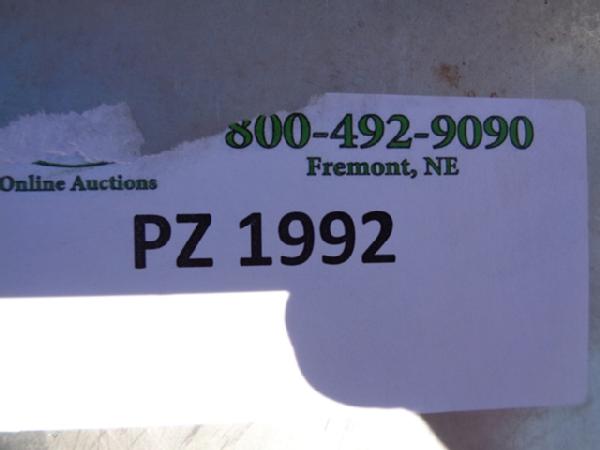 800-492-9090
Fremont, NE
Online Auctions
PZ 1992